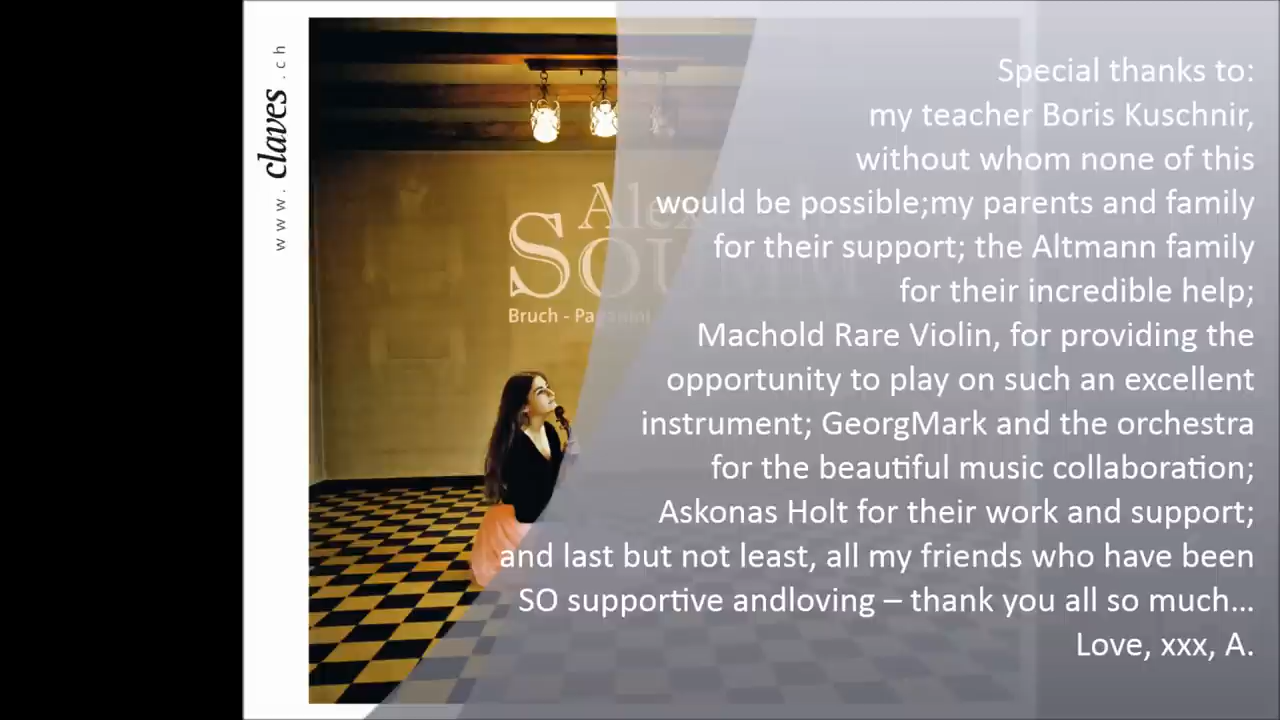 www.claves.ch
Alex
SOUMM
Bruch - Paganini
Special thanks to:
my teacher Boris Kuschnir,
without whom none of this
would be possible;my parents and family
for their support; the Altmann family
for their incredible help;
Machold Rare Violin, for providing the
opportunity to play on such an excellent
instrument; GeorgMark and the orchestra
for the beautiful music collaboration;
Askonas Holt for their work and support;
and last but not least, all my friends who have been
SO supportive andloving – thank you all so much...
Love, xxx, A.